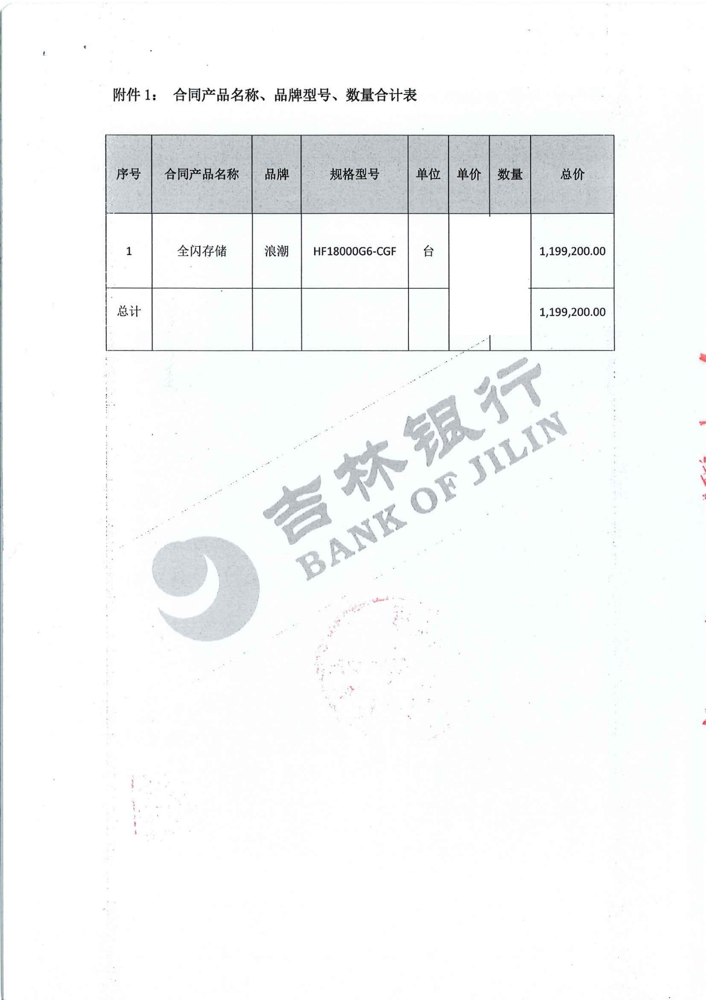 附件 1： 合同产品名称、品牌型号、数量合计表
序号 合同产品名称 品牌 规格型号 单位 单价 数量 总价
1 全闪存储 浪潮 HF18000G6-CGF 台 1,199,200.00
总计 1,199,200.00
吉林银行
BANK OF JILIN